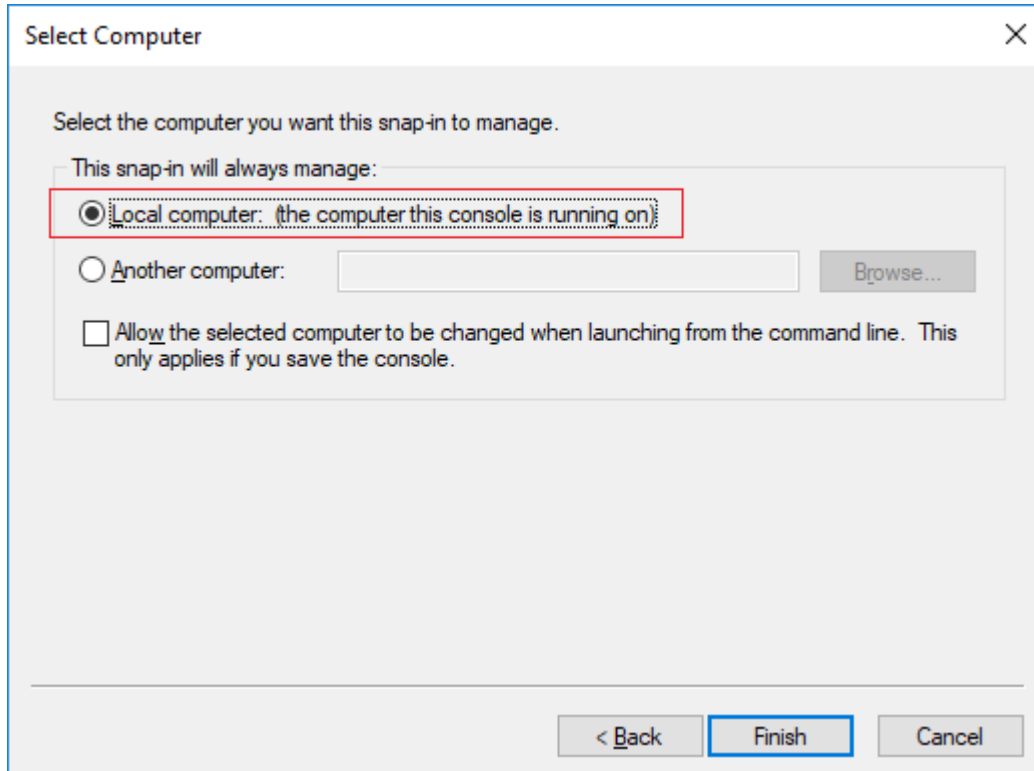 Select Computer
Select the computer you want this snap-in to manage.
This snap-in will always manage:
Local computer: (the computer this console is running on)
Another computer:
Browse...
Allow the selected computer to be changed when launching from the command line. This
only applies if you save the console.
< Back Finish Cancel